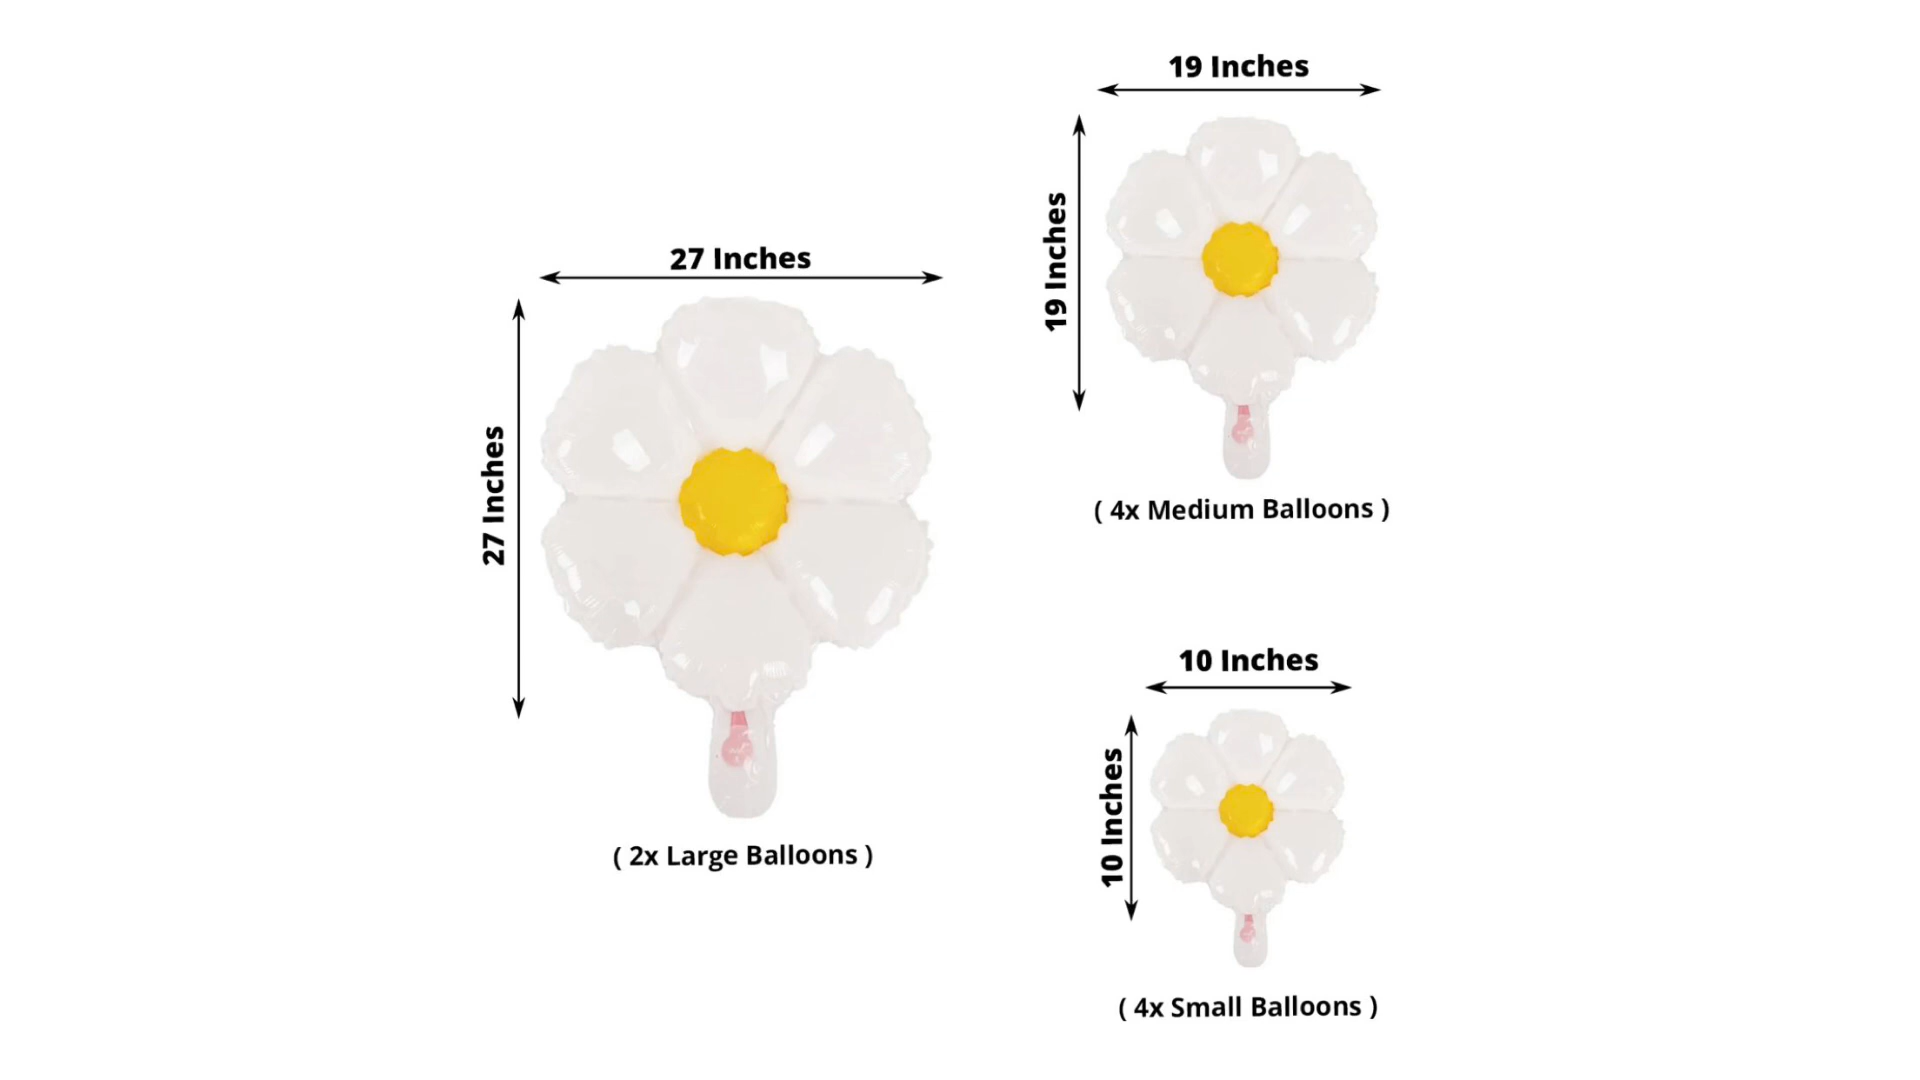 27 Inches
27 Inches
( 2x Large Balloons )
19 Inches
19 Inches
( 4x Medium Balloons )
10 Inches
10 Inches
( 4x Small Balloons )